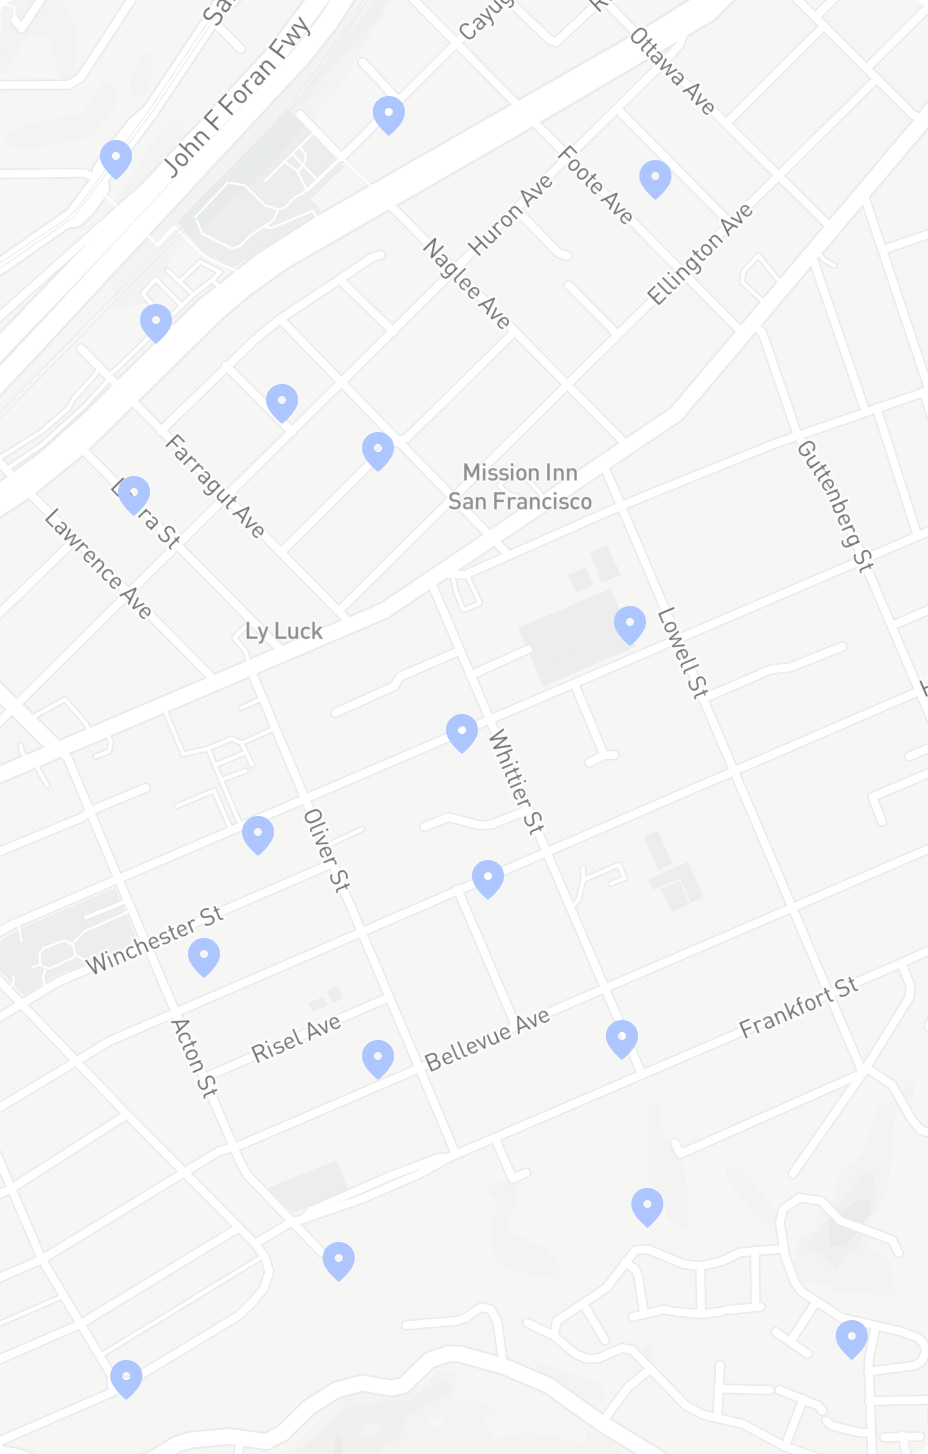 John F Foran Fwy
Ottawa Ave
Foote Ave
Huron Ave
Naglee Ave
Ellington Ave
Farragut Ave
Lawrence Ave
Mission Inn
San Francisco
Guttenberg St
Ly Luck
Lowell St
Whittier St
Oliver St
Winchester St
Acton St
Risel Ave
Bellevue Ave
Frankfort St